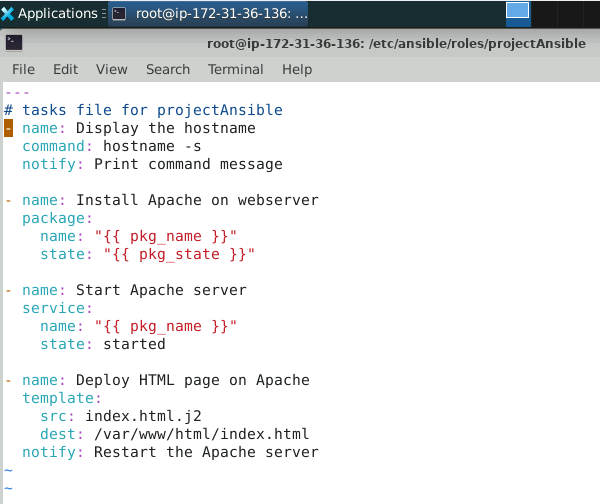 Applications
root@ip-172-31-36-136: ...
root@ip-172-31-36-136: /etc/ansible/roles/projectAnsible
File Edit View Search Terminal Help
---
# tasks file for projectAnsible
- name: Display the hostname
  command: hostname -s
  notify: Print command message

- name: Install Apache on webserver
  package:
    name: "{{ pkg_name }}"
    state: "{{ pkg_state }}"

- name: Start Apache server
  service:
    name: "{{ pkg_name }}"
    state: started

- name: Deploy HTML page on Apache
  template:
    src: index.html.j2
    dest: /var/www/html/index.html
  notify: Restart the Apache server
~
~